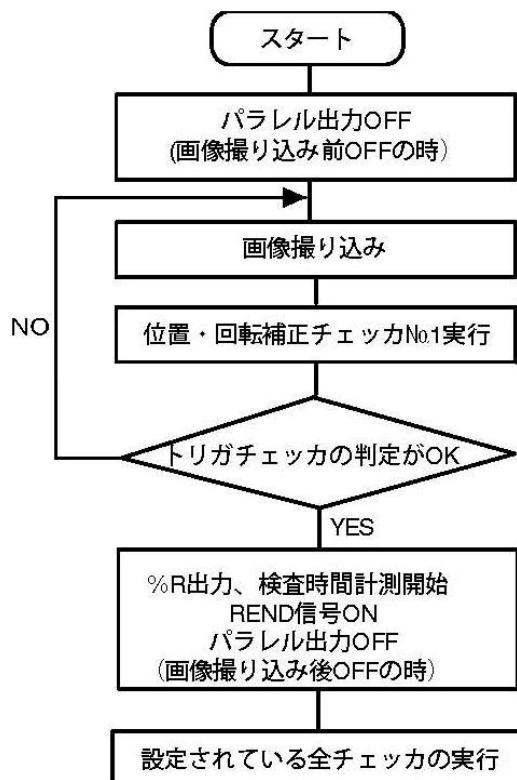 スタート
パラレル出力OFF
(画像撮り込み前OFFの時)
画像撮り込み
位置・回転補正チェッカNo.1実行
NO
トリガチェッカの判定がOK
YES
%R出力、検査時間計測開始
REND信号ON
パラレル出力OFF
(画像撮り込み後OFFの時)
設定されている全チェッカの実行